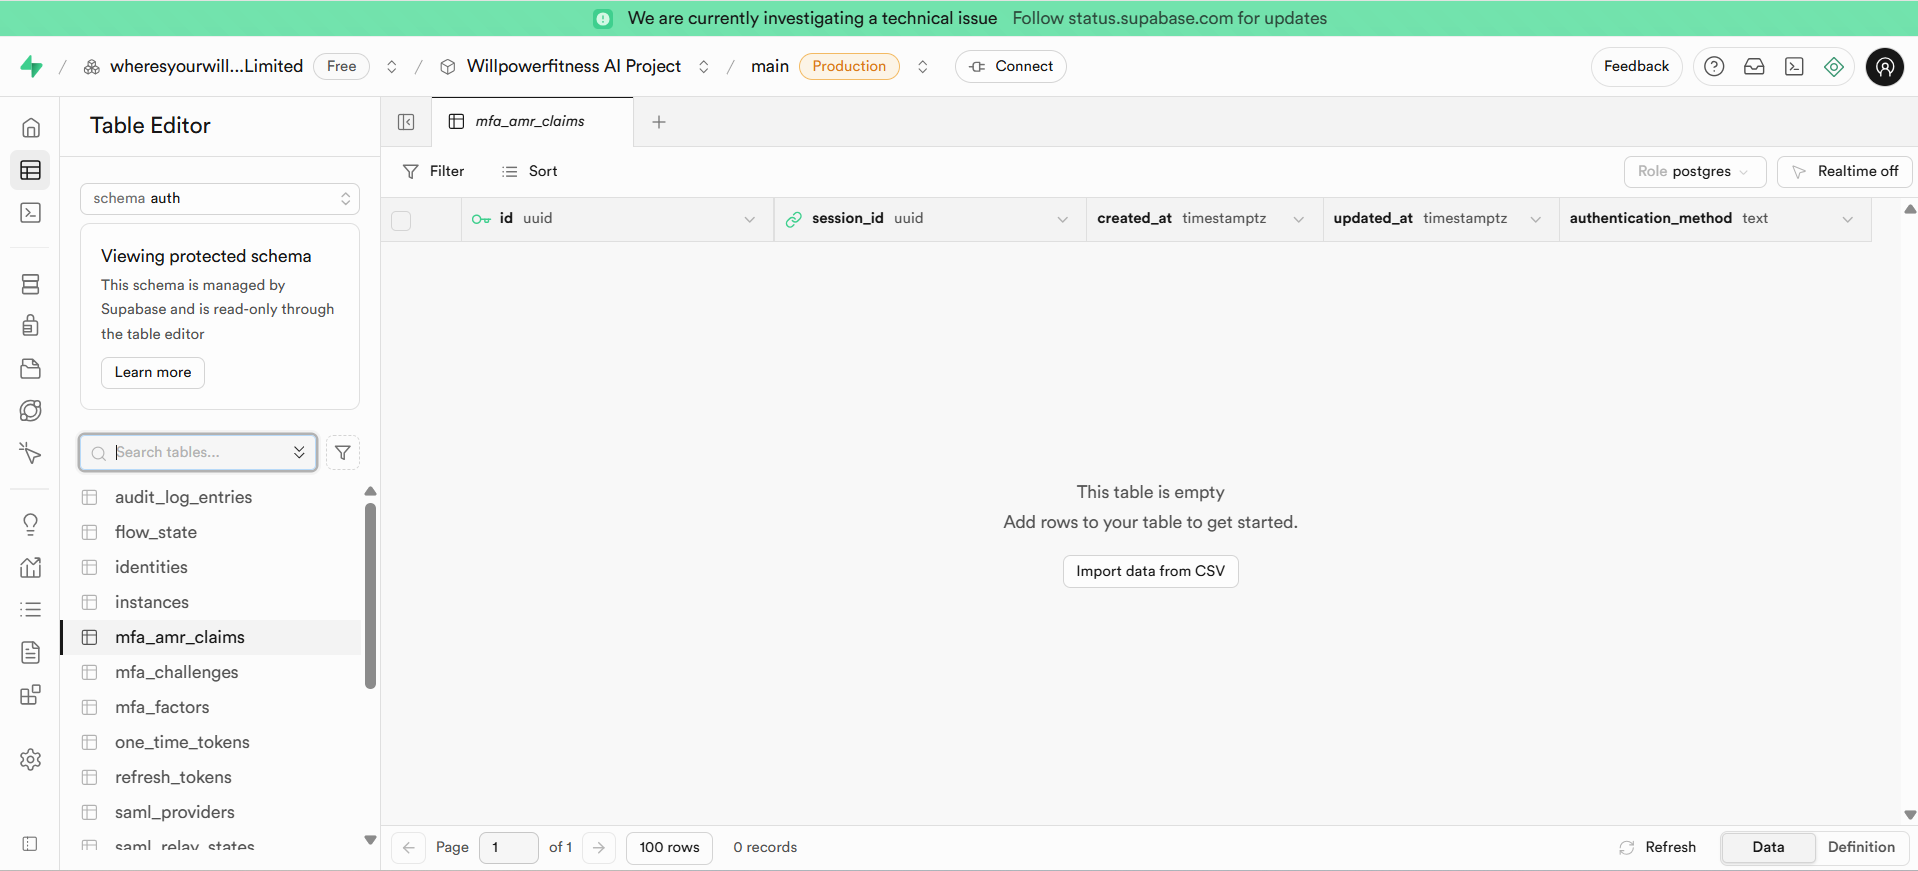 We are currently investigating a technical issue Follow status.supabase.com for updates
wheresyourwill...Limited Free Willpowerfitness AI Project main Production Connect Feedback
Table Editor
mfa_amr_claims
Filter Sort Role postgres Realtime off
schema auth
id uuid session_id uuid created_at timestamptz updated_at timestamptz authentication_method text
Viewing protected schema
This schema is managed by
Supabase and is read-only through
the table editor
Learn more
Search tables...
audit_log_entries
flow_state
identities
instances
mfa_amr_claims
mfa_challenges
mfa_factors
one_time_tokens
refresh_tokens
saml_providers
saml_relay_states
This table is empty
Add rows to your table to get started.
Import data from CSV
Page 1 of 1 100 rows 0 records Refresh Data Definition